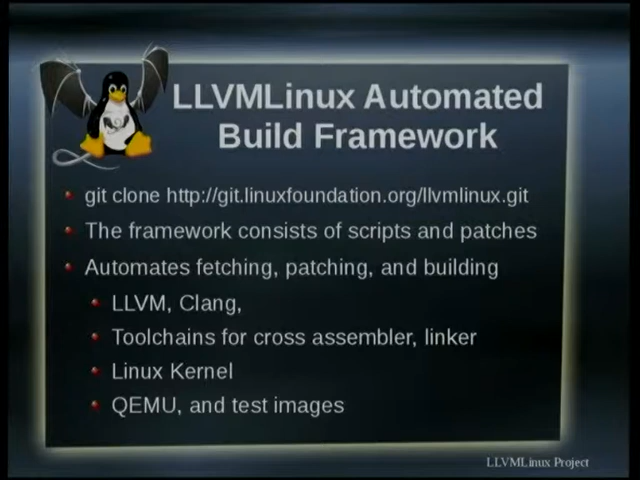 LLVMLinux Automated
Build Framework
git clone http://git.linuxfoundation.org/llvmlinux.git
The framework consists of scripts and patches
Automates fetching, patching, and building
LLVM, Clang,
Toolchains for cross assembler, linker
Linux Kernel
QEMU, and test images
LLVMLinux Project